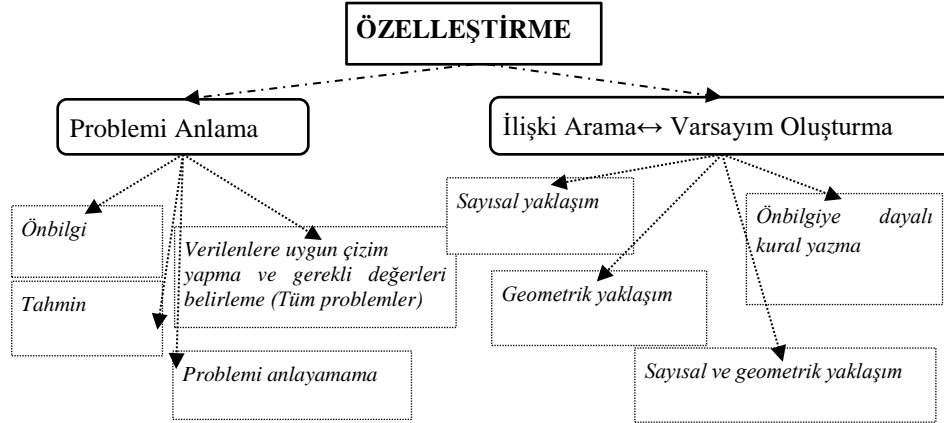 ÖZELLEŞTİRME
Problemi Anlama
İlişki Arama↔ Varsayım Oluşturma
Önbilgi
Tahmin
Verilenlere uygun çizim
yapma ve gerekli değerleri
belirleme (Tüm problemler)
Problemi anlayamama
Sayısal yaklaşım
Geometrik yaklaşım
Önbilgiye dayalı
kural yazma
Sayısal ve geometrik yaklaşım